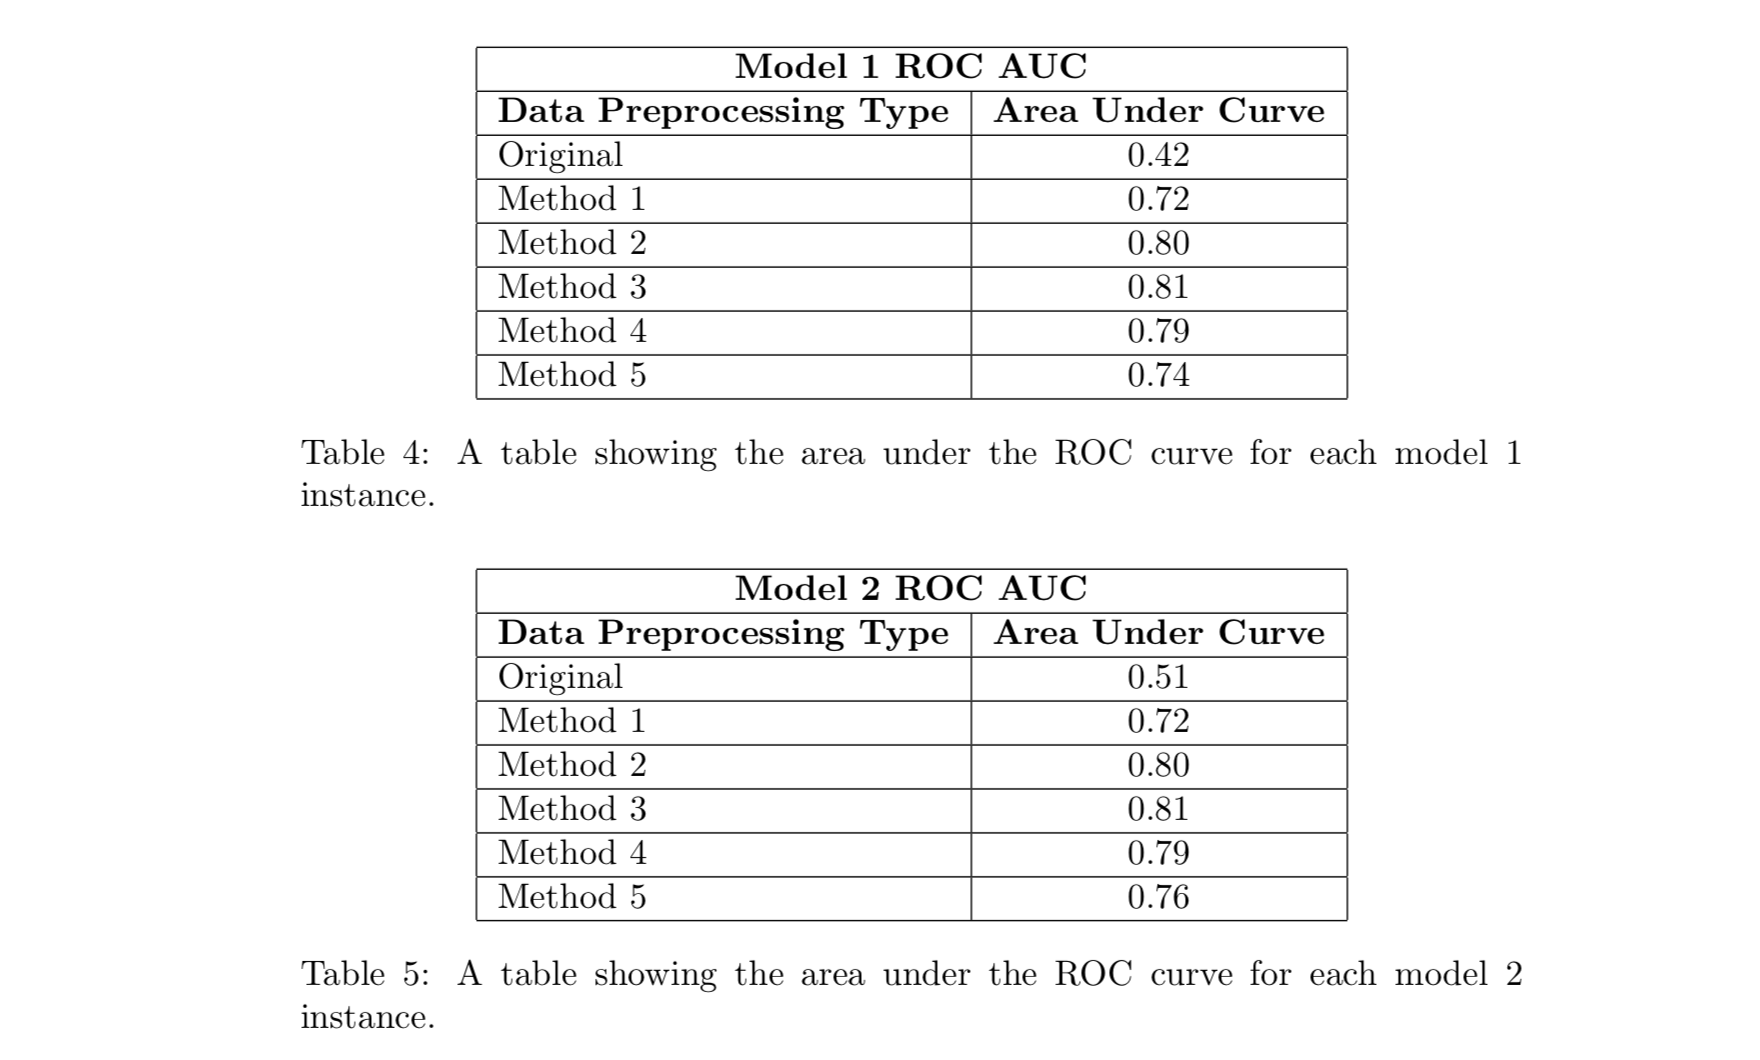 Model 1 ROC AUC
Data Preprocessing Type Area Under Curve
Original 0.42
Method 1 0.72
Method 2 0.80
Method 3 0.81
Method 4 0.79
Method 5 0.74
Table 4: A table showing the area under the ROC curve for each model 1
instance.
Model 2 ROC AUC
Data Preprocessing Type Area Under Curve
Original 0.51
Method 1 0.72
Method 2 0.80
Method 3 0.81
Method 4 0.79
Method 5 0.76
Table 5: A table showing the area under the ROC curve for each model 2
instance.